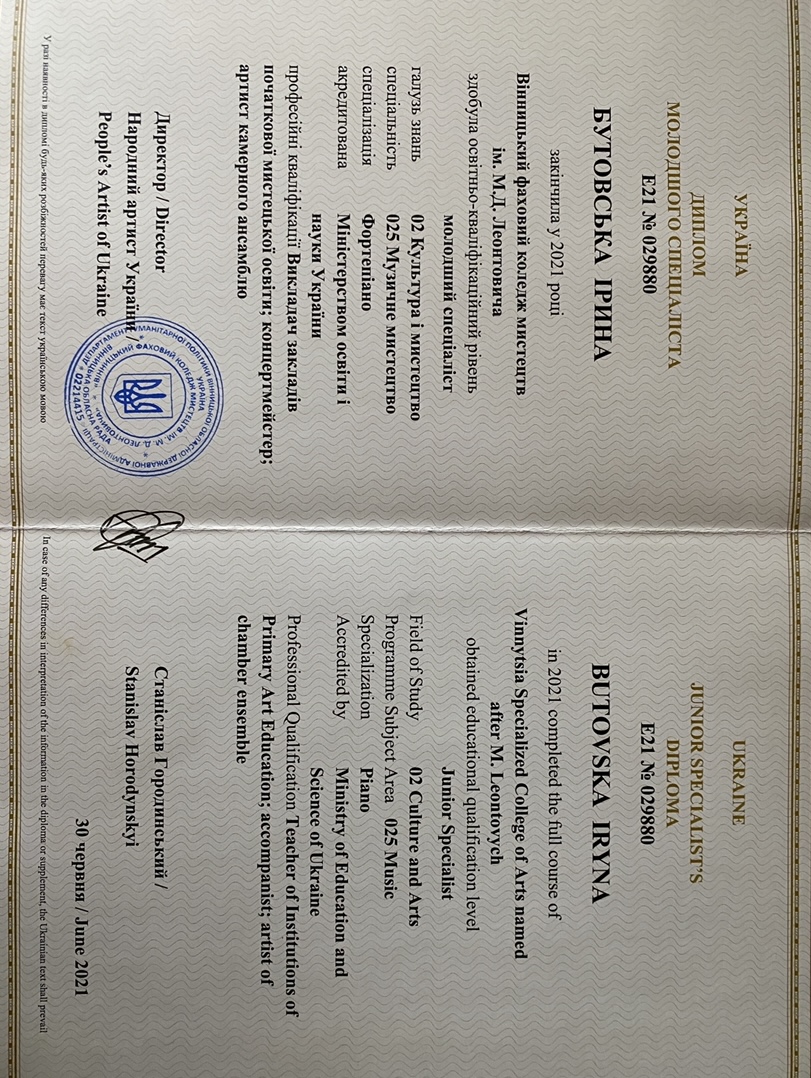 УКРАЇНА
ДИПЛОМ
МОЛОДШОГО СПЕЦІАЛІСТА
E21 № 029880
БУТОВСЬКА ІРИНА
закінчила у 2021 році
Вінницький фаховий коледж мистецтв
ім. М.Д. Леонтовича
здобула освітньо-кваліфікаційний рівень
молодший спеціаліст
галузь знань 02 Культура і мистецтво
спеціальність 025 Музичне мистецтво
спеціалізація Фортепіано
акредитована Міністерством освіти і
науки України
професійні кваліфікації Викладач закладів
початкової мистецької освіти; концертмейстер;
артист камерного ансамблю
Директор / Director
Народний артист України /
People's Artist of Ukraine
У разі наявності в дипломі будь-яких розбіжностей перевагу має текст українською мовою
УКРАЇНА
ВІННИЦЬКИЙ ФАХОВИЙ КОЛЕДЖ МИСТЕЦТВ ІМ. М. Д. ЛЕОНТОВИЧА
02214415
UKRAINE
JUNIOR SPECIALIST'S
DIPLOMA
E21 № 029880
BUTOVSKA IRYNA
in 2021 completed the full course of
Vinnytsia Specialized College of Arts named
after M. Leontovych
obtained educational qualification level
Junior Specialist
Field of Study 02 Culture and Arts
Programme Subject Area 025 Music
Specialization Piano
Accredited by Ministry of Education and
Science of Ukraine
Professional Qualification Teacher of Institutions of
Primary Art Education; accompanist; artist of
chamber ensemble
Станіслав Городинський /
Stanislav Horodynskyi
30 червня / June 2021
In case of any differences in interpretation of the information in the diploma or supplement, the Ukrainian text shall prevail